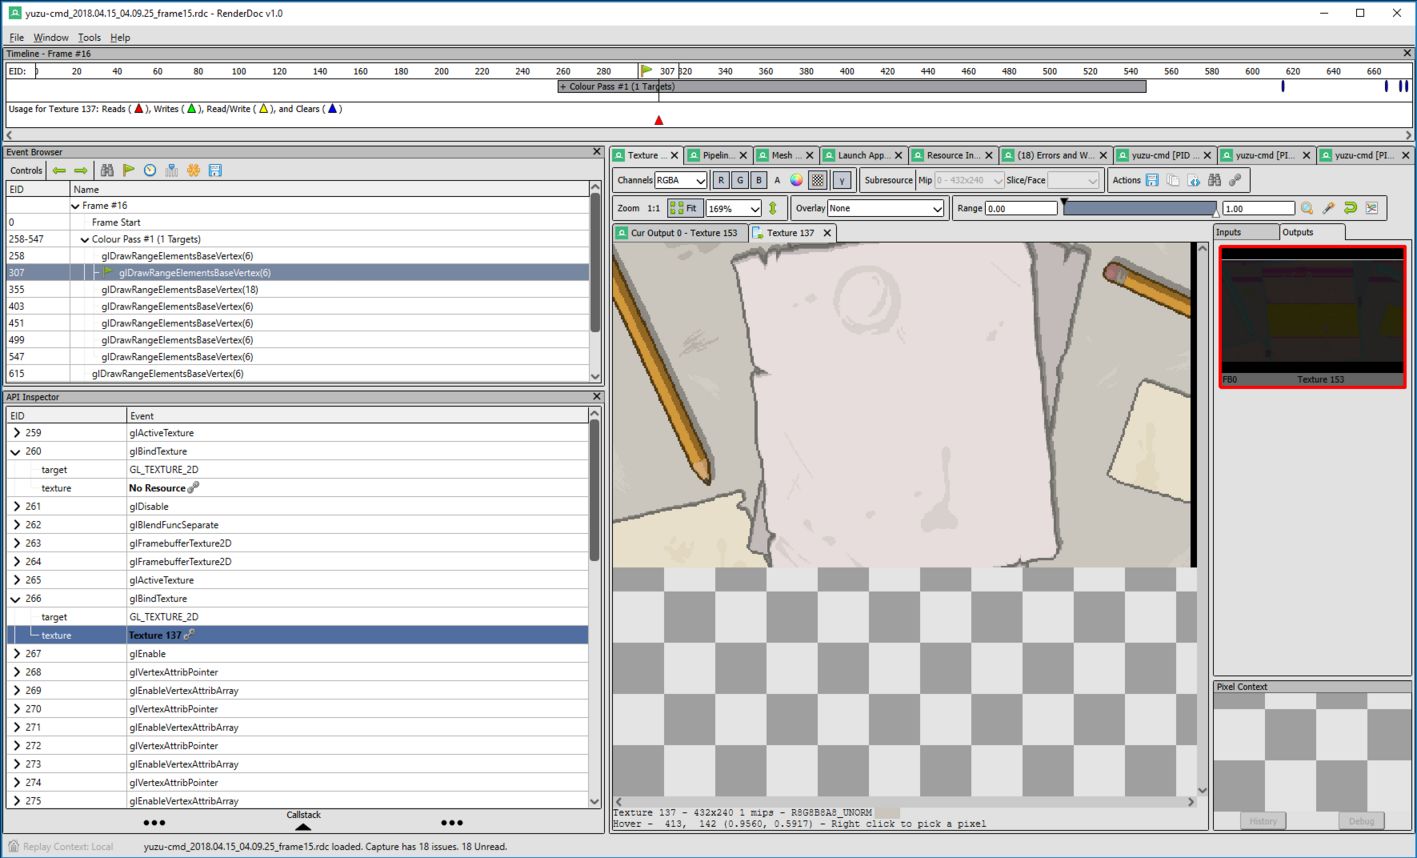 yuzu-cmd_2018.04.15_04.09.25_frame15.rdc - RenderDoc v1.0
File Window Tools Help
Timeline - Frame #16
EID: 0 20 40 60 80 100 120 140 160 180 200 220 240 260 280 307 320 340 360 380 400 420 440 460 480 500 520 540 560 580 600 620 640 660
+ Colour Pass #1 (1 Targets)
Usage for Texture 137: Reads ( ), Writes ( ), Read/Write ( ), and Clears ( )
Event Browser
Controls
EID Name
Frame #16
0 Frame Start
258-547 Colour Pass #1 (1 Targets)
258 glDrawRangeElementsBaseVertex(6)
307 glDrawRangeElementsBaseVertex(6)
355 glDrawRangeElementsBaseVertex(18)
403 glDrawRangeElementsBaseVertex(6)
451 glDrawRangeElementsBaseVertex(6)
499 glDrawRangeElementsBaseVertex(6)
547 glDrawRangeElementsBaseVertex(6)
615 glDrawRangeElementsBaseVertex(6)
API Inspector
EID Event
259 glActiveTexture
260 glBindTexture
target GL_TEXTURE_2D
texture No Resource
261 glDisable
262 glBlendFuncSeparate
263 glFramebufferTexture2D
264 glFramebufferTexture2D
265 glActiveTexture
266 glBindTexture
target GL_TEXTURE_2D
texture Texture 137
267 glEnable
268 glVertexAttribPointer
269 glEnableVertexAttribArray
270 glVertexAttribPointer
271 glEnableVertexAttribArray
272 glVertexAttribPointer
273 glEnableVertexAttribArray
274 glVertexAttribPointer
275 glEnableVertexAttribArray
Callstack
Texture ... Pipelin... Mesh ... Launch App... Resource In... (18) Errors and W... yuzu-cmd [PID ... yuzu-cmd [PI... yuzu-cmd [PI...
Channels RGBA R G B A γ Subresource Mip 0 - 432x240 Slice/Face Actions
Zoom 1:1 Fit 169% Overlay None Range 0.00 1.00
Cur Output 0 - Texture 153 Texture 137
Inputs Outputs
FB0 Texture 153
Pixel Context
History Debug
Texture 137 - 432x240 1 mips - R8G8B8A8_UNORM
Hover - 413, 142 (0.9560, 0.5917) - Right click to pick a pixel
Replay Context: Local yuzu-cmd_2018.04.15_04.09.25_frame15.rdc loaded. Capture has 18 issues. 18 Unread.